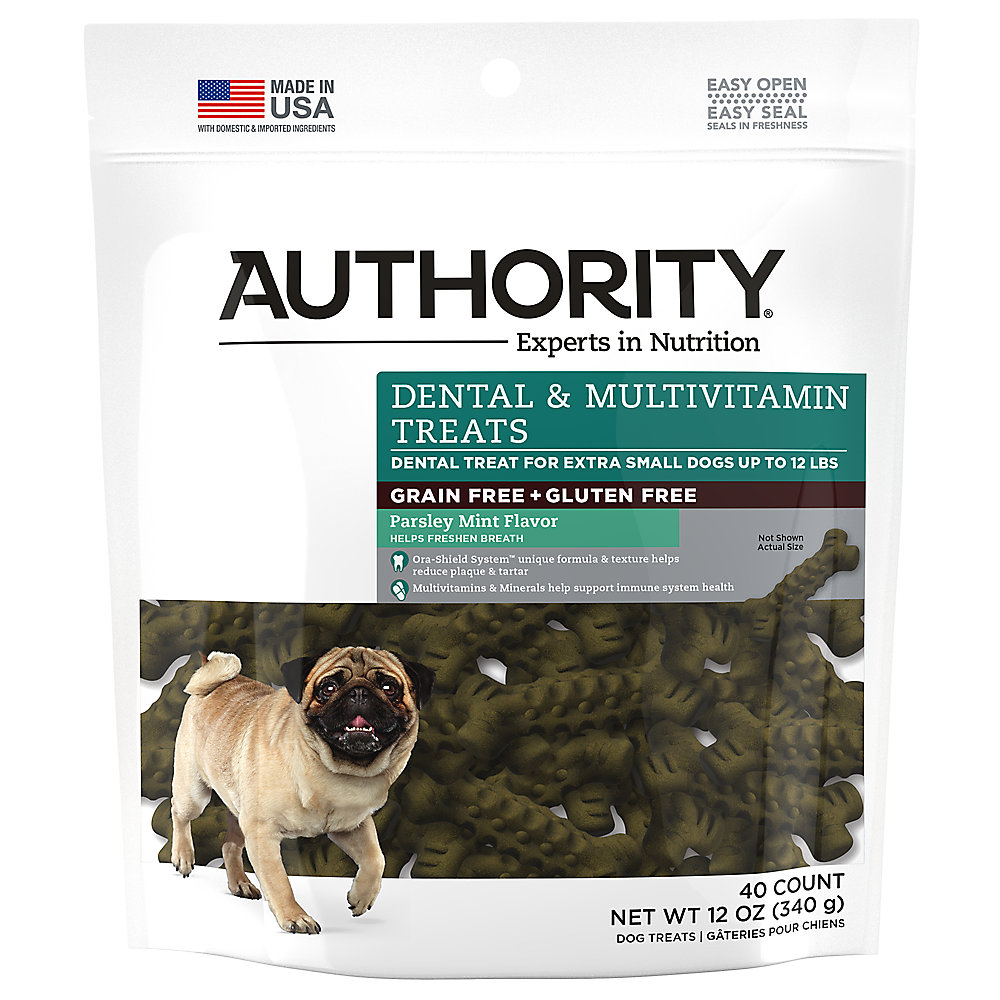 MADE IN
USA
WITH DOMESTIC & IMPORTED INGREDIENTS
EASY OPEN
EASY SEAL
SEALS IN FRESHNESS
AUTHORITY®
Experts in Nutrition
DENTAL & MULTIVITAMIN
TREATS
DENTAL TREAT FOR EXTRA SMALL DOGS UP TO 12 LBS
GRAIN FREE + GLUTEN FREE
Parsley Mint Flavor
HELPS FRESHEN BREATH
Not Shown
Actual Size
Ora-Shield System™ unique formula & texture helps
reduce plaque & tartar
Multivitamins & Minerals help support immune system health
40 COUNT
NET WT 12 OZ (340 g)
DOG TREATS | GÂTERIES POUR CHIENS